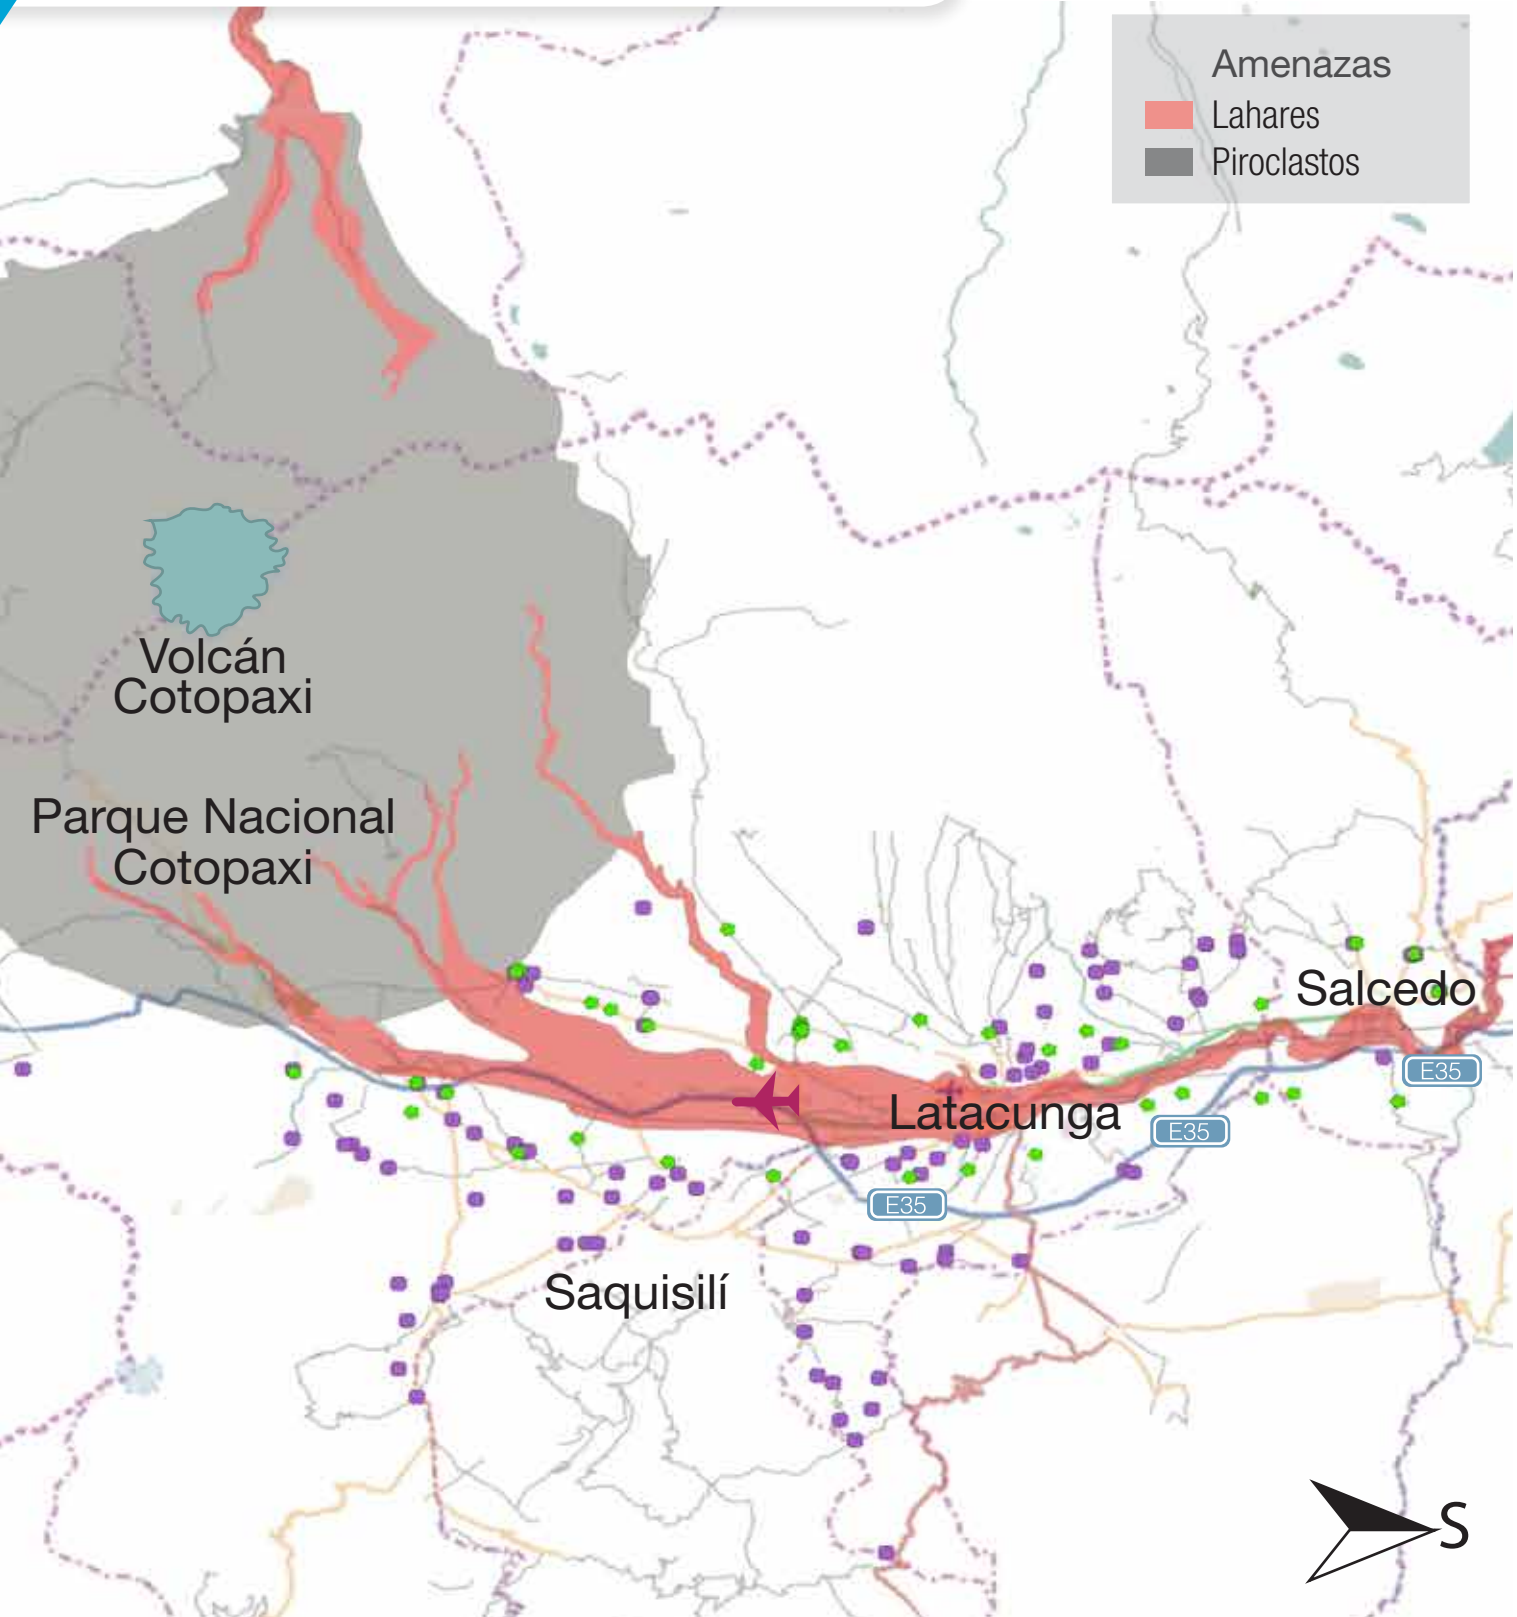 Amenazas
Lahares
Piroclastos
Volcán
Cotopaxi
Parque Nacional
Cotopaxi
Salcedo
E35
Latacunga
E35
E35
Saquisilí
S